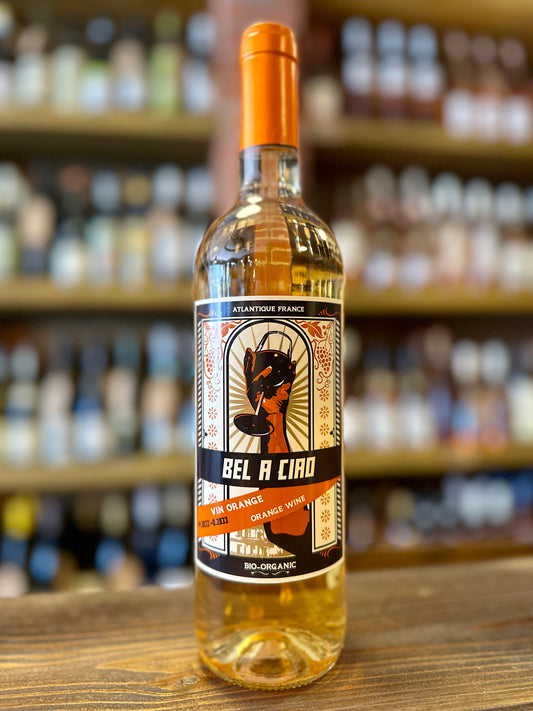 ATLANTIQUE FRANCE
BEL A CIAO
VIN ORANGE
ORANGE WINE
BIO-ORGANIC